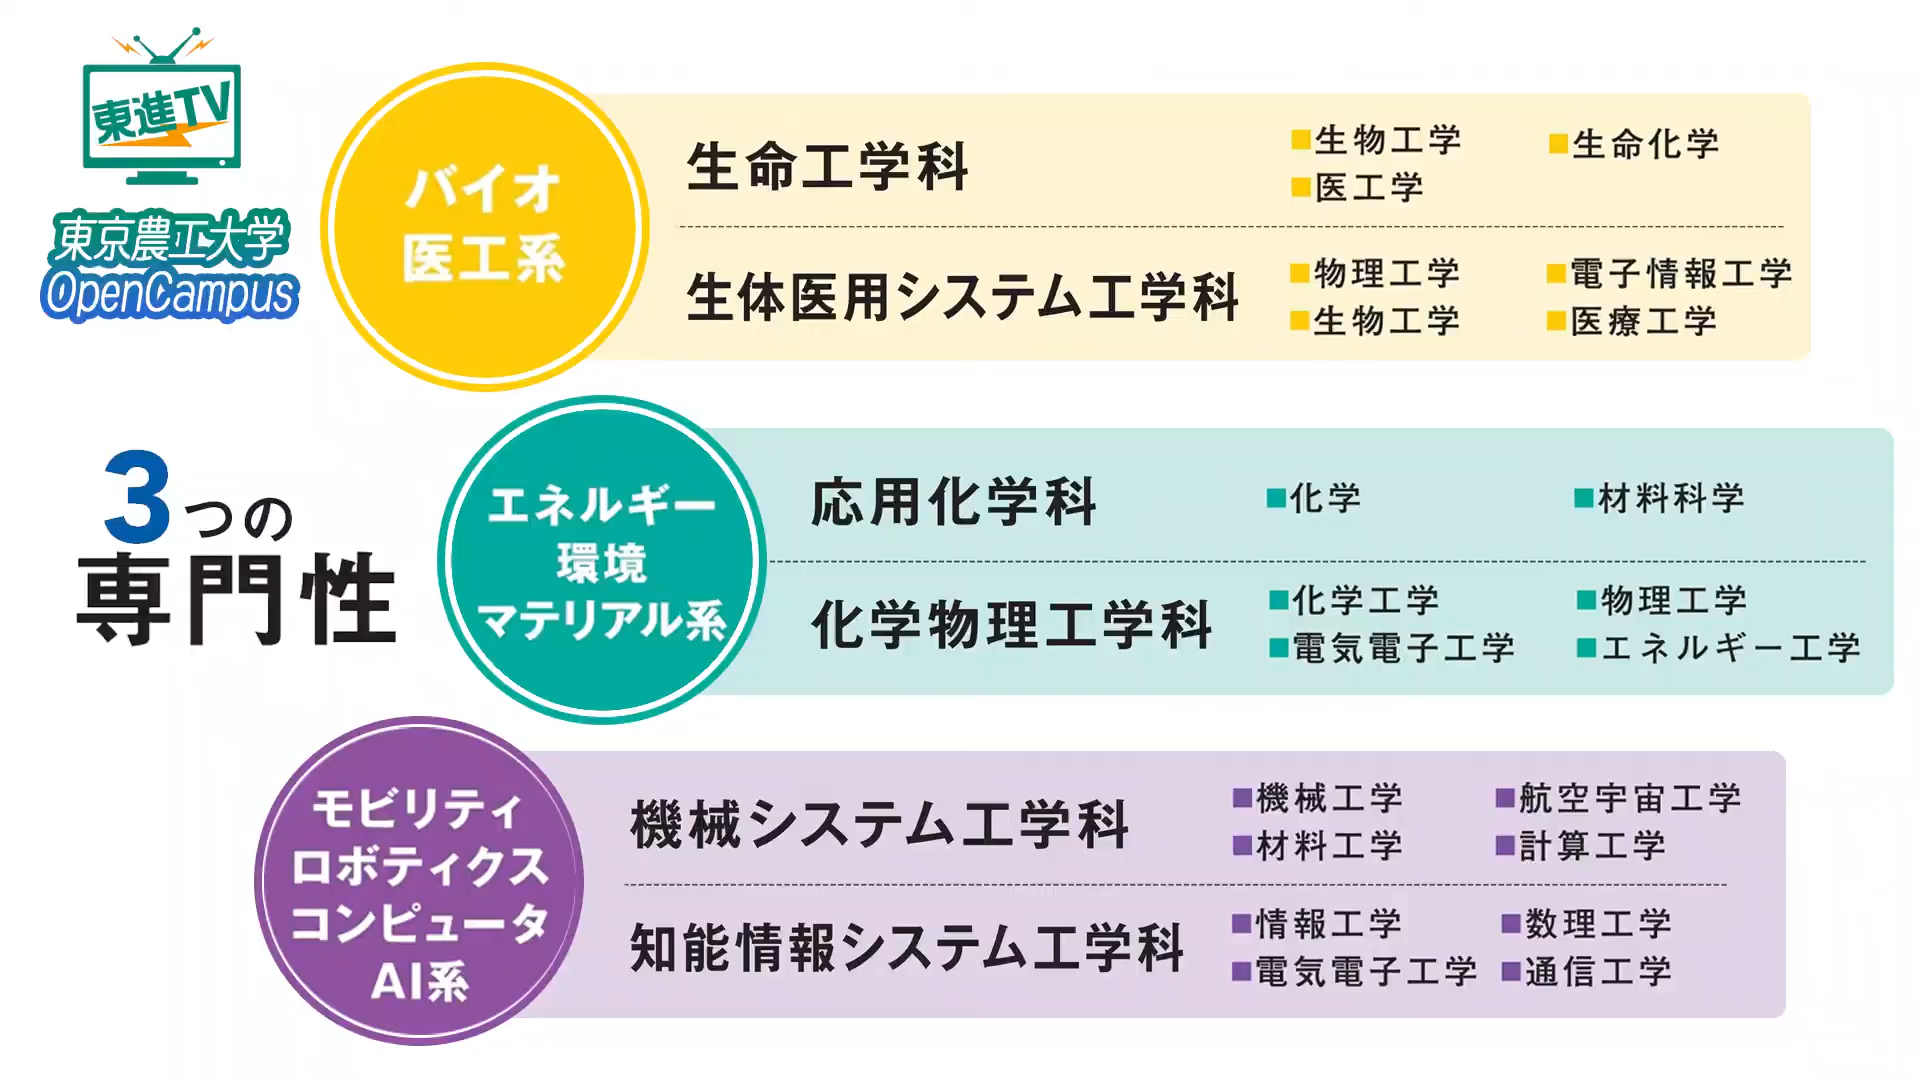 東進TV
東京農工大学
OpenCampus
3つの
専門性
バイオ
医工系
生命工学科
■生物工学 ■生命化学
■医工学
生体医用システム工学科
■物理工学 ■電子情報工学
■生物工学 ■医療工学
エネルギー
環境
マテリアル系
応用化学科
■化学 ■材料科学
化学物理工学科
■化学工学 ■物理工学
■電気電子工学 ■エネルギー工学
モビリティ
ロボティクス
コンピュータ
AI系
機械システム工学科
■機械工学 ■航空宇宙工学
■材料工学 ■計算工学
知能情報システム工学科
■情報工学 ■数理工学
■電気電子工学 ■通信工学